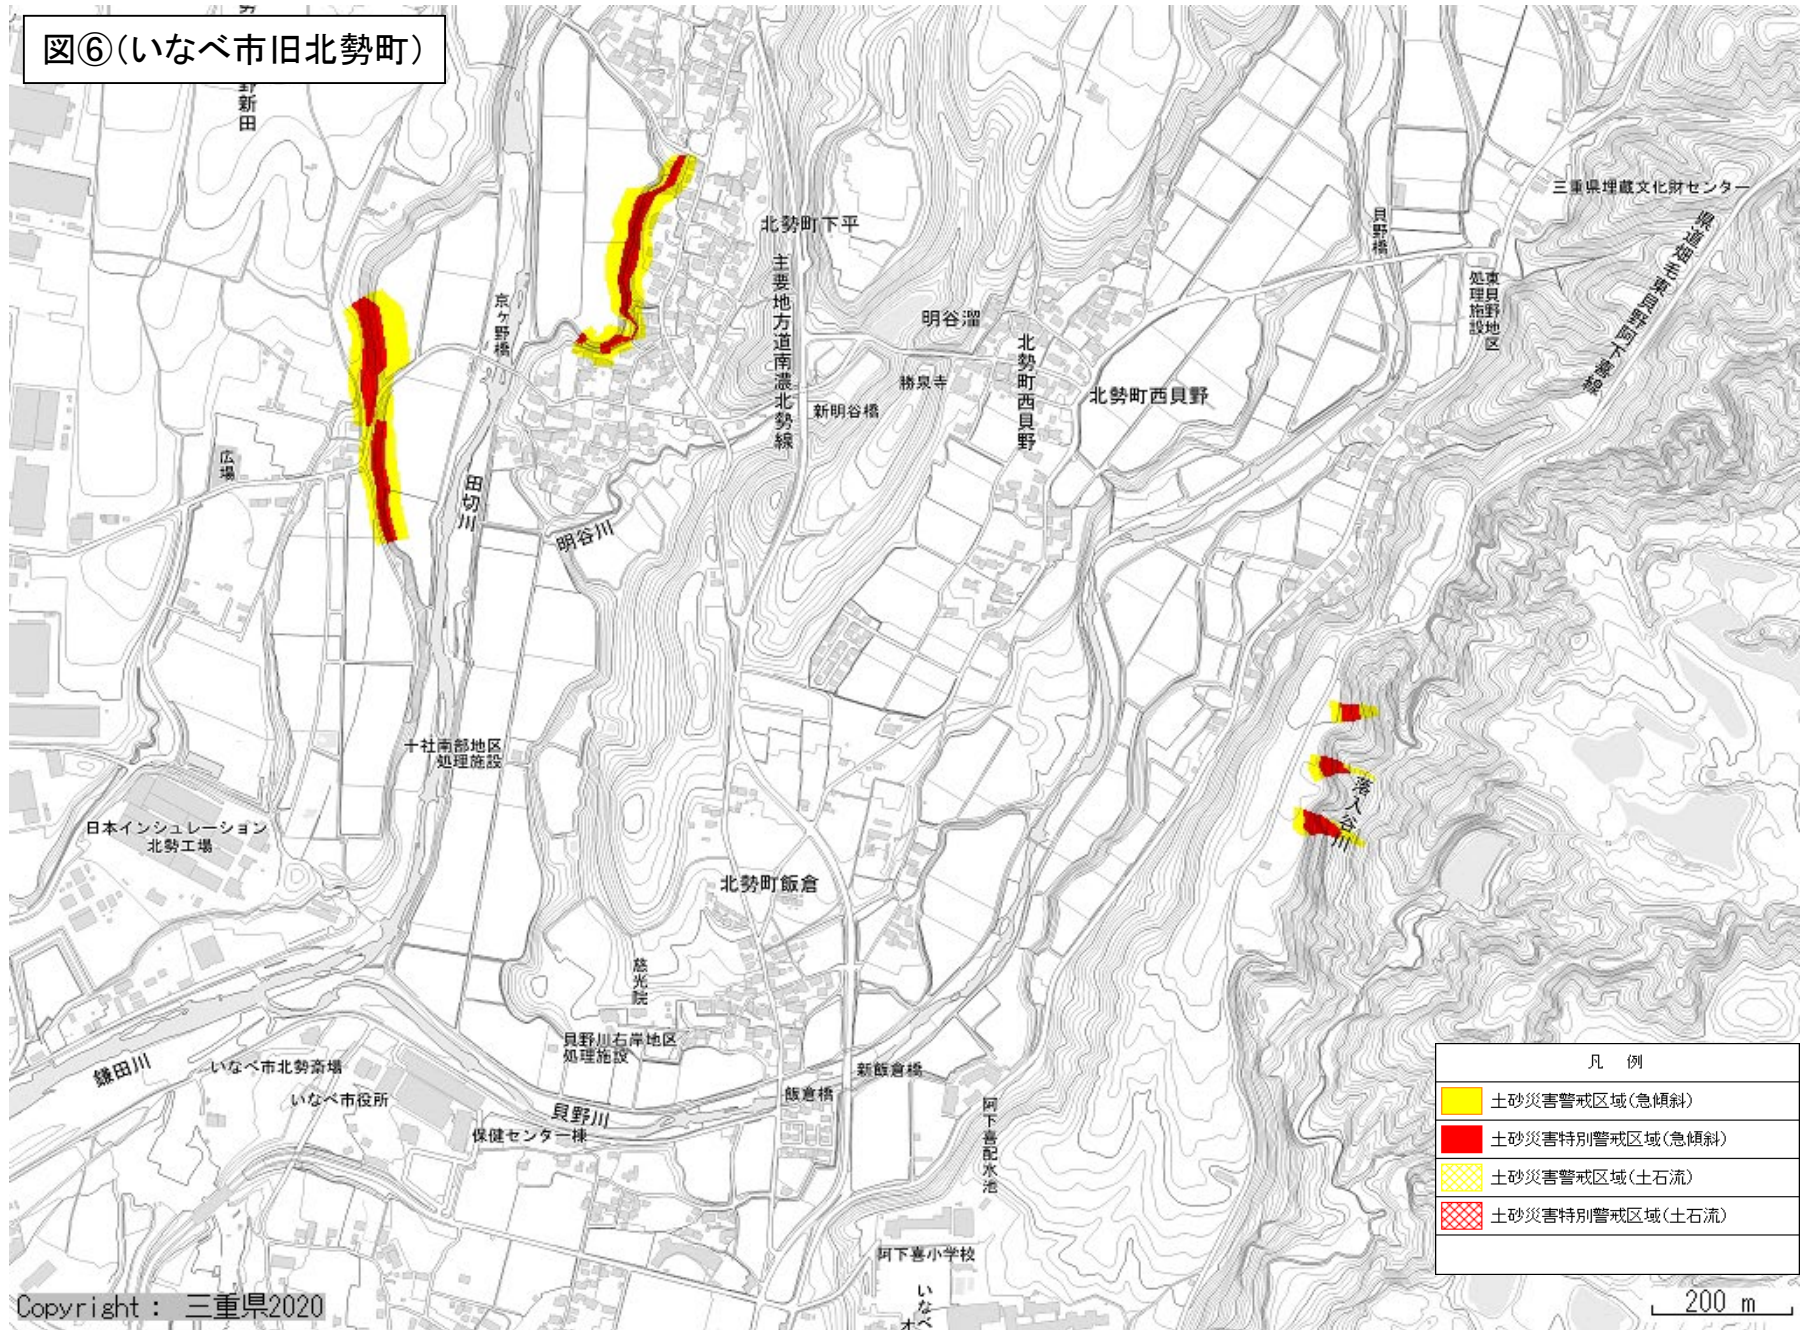 図⑥(いなべ市旧北勢町)
野新田
三重県埋蔵文化財センター
北勢町下平
貝野橋
県道畑毛東貝野阿下喜線
主要地方道南濃北勢線
東貝野地区
処理施設
京ヶ野橋
明谷溜
北勢町西貝野
勝泉寺
北勢町西貝野
新明谷橋
広場
田切川
明谷川
十社南部地区
処理施設
落入谷川
日本インシュレーション
北勢工場
北勢町飯倉
慈光院
貝野川右岸地区
処理施設
鎌田川
いなべ市北勢斎場
新飯倉橋
いなべ市役所
飯倉橋
貝野川
保健センター棟
阿下喜配水池
阿下喜小学校
いなべ
凡 例
土砂災害警戒区域(急傾斜)
土砂災害特別警戒区域(急傾斜)
土砂災害警戒区域(土石流)
土砂災害特別警戒区域(土石流)
200 m
Copyright : 三重県2020